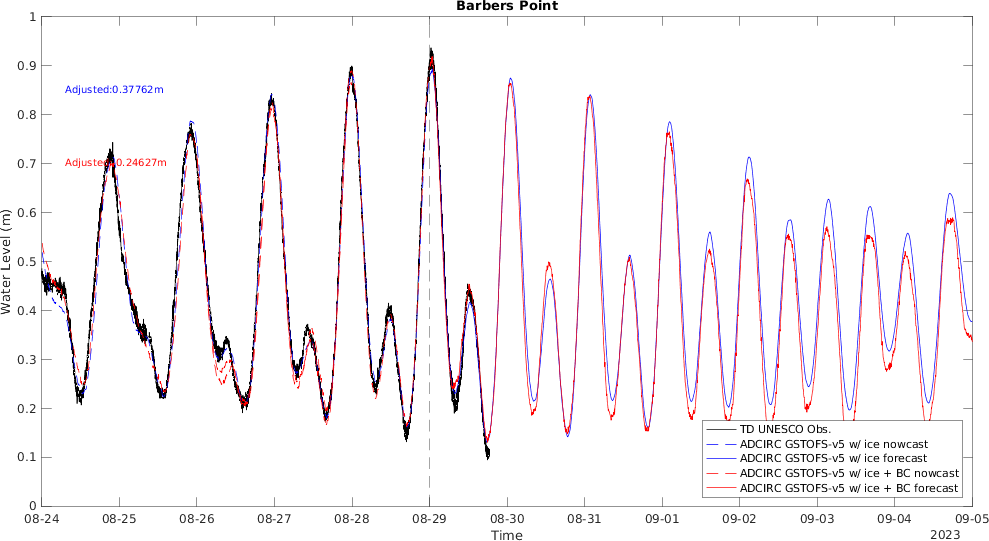 Barbers Point
1
0.9
0.8
0.7
0.6
0.5
0.4
0.3
0.2
0.1
0
Water Level (m)
Adjusted:0.37762m
Adjusted:0.24627m
TD UNESCO Obs.
ADCIRC GSTOFS-v5 w/ ice nowcast
ADCIRC GSTOFS-v5 w/ ice forecast
ADCIRC GSTOFS-v5 w/ ice + BC nowcast
ADCIRC GSTOFS-v5 w/ ice + BC forecast
08-24 08-25 08-26 08-27 08-28 08-29 08-30 08-31 09-01 09-02 09-03 09-04 09-05
Time
2023